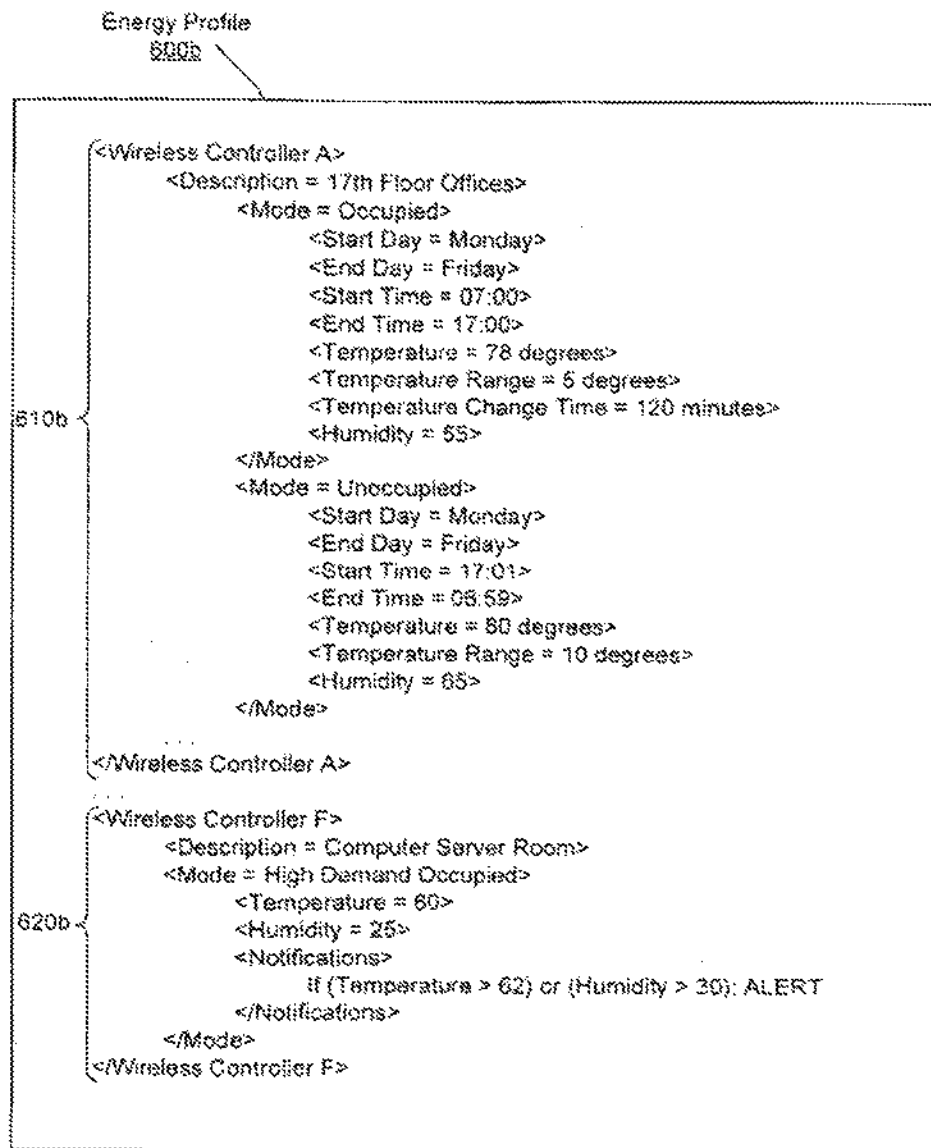 Energy Profile
600b
<Wireless Controller A>
<Description = 17th Floor Offices>
<Mode = Occupied>
<Start Day = Monday>
<End Day = Friday>
<Start Time = 07:00>
<End Time = 17:00>
<Temperature = 78 degrees>
<Temperature Range = 5 degrees>
<Temperature Change Time = 120 minutes>
610b
<Humidity = 55>
</Mode>
<Mode = Unoccupied>
<Start Day = Monday>
<End Day = Friday>
<Start Time = 17:01>
<End Time = 06:59>
<Temperature = 80 degrees>
<Temperature Range = 10 degrees>
<Humidity = 65>
</Mode>
. . .
</Wireless Controller A>
. . .
<Wireless Controller F>
<Description = Computer Server Room>
<Mode = High Demand Occupied>
<Temperature = 60>
620b
<Humidity = 25>
<Notifications>
If (Temperature > 62) or (Humidity > 30): ALERT
</Notifications>
</Mode>
</Wireless Controller F>